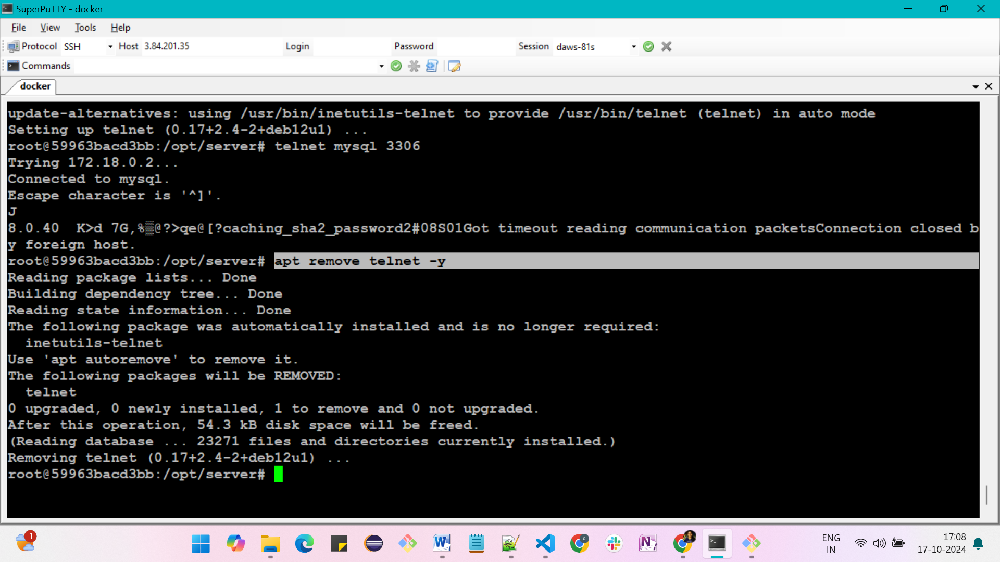 SuperPuTTY - docker
File View Tools Help
Protocol SSH Host 3.84.201.35 Login Password Session daws-81s
Commands
docker
update-alternatives: using /usr/bin/inetutils-telnet to provide /usr/bin/telnet (telnet) in auto mode
Setting up telnet (0.17+2.4-2+deb12u1) ...
root@59963bacd3bb:/opt/server# telnet mysql 3306
Trying 172.18.0.2...
Connected to mysql.
Escape character is '^]'.
J
8.0.40  K>d 7G,%▒@?>qe@[?caching_sha2_password2#08S01Got timeout reading communication packetsConnection closed b
y foreign host.
root@59963bacd3bb:/opt/server# apt remove telnet -y
Reading package lists... Done
Building dependency tree... Done
Reading state information... Done
The following package was automatically installed and is no longer required:
  inetutils-telnet
Use 'apt autoremove' to remove it.
The following packages will be REMOVED:
  telnet
0 upgraded, 0 newly installed, 1 to remove and 0 not upgraded.
After this operation, 54.3 kB disk space will be freed.
(Reading database ... 23271 files and directories currently installed.)
Removing telnet (0.17+2.4-2+deb12u1) ...
root@59963bacd3bb:/opt/server#
1
ENG
IN
17:08
17-10-2024